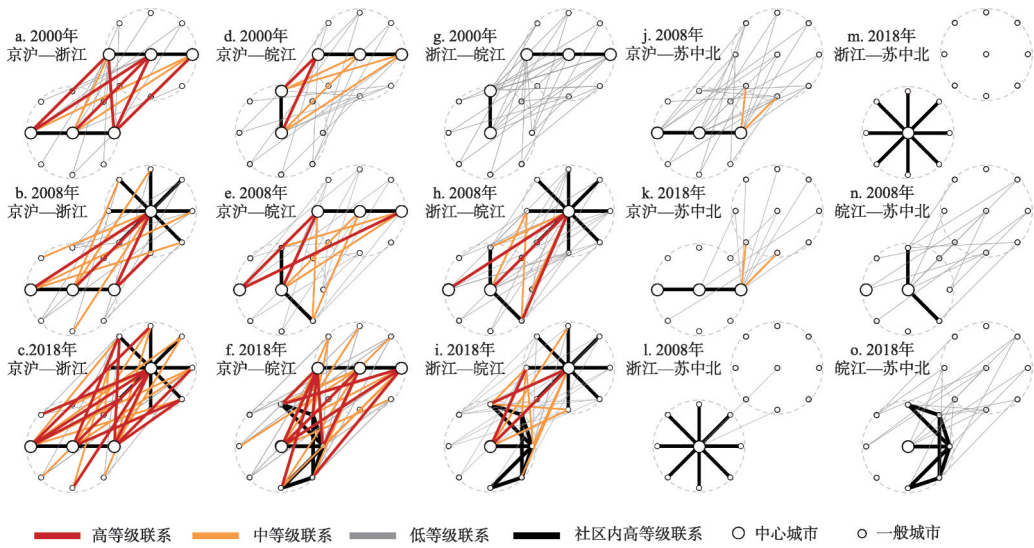 a. 2000年
京沪—浙江
d. 2000年
京沪—皖江
g. 2000年
浙江—皖江
j. 2008年
京沪—苏中北
m. 2018年
浙江—苏中北
b. 2008年
京沪—浙江
e. 2008年
京沪—皖江
h. 2008年
浙江—皖江
k. 2018年
京沪—苏中北
n. 2008年
皖江—苏中北
c.2018年
京沪—浙江
f. 2018年
京沪—皖江
i. 2018年
浙江—皖江
l. 2008年
浙江—苏中北
o. 2018年
皖江—苏中北
高等级联系
中等级联系
低等级联系
社区内高等级联系
中心城市
一般城市